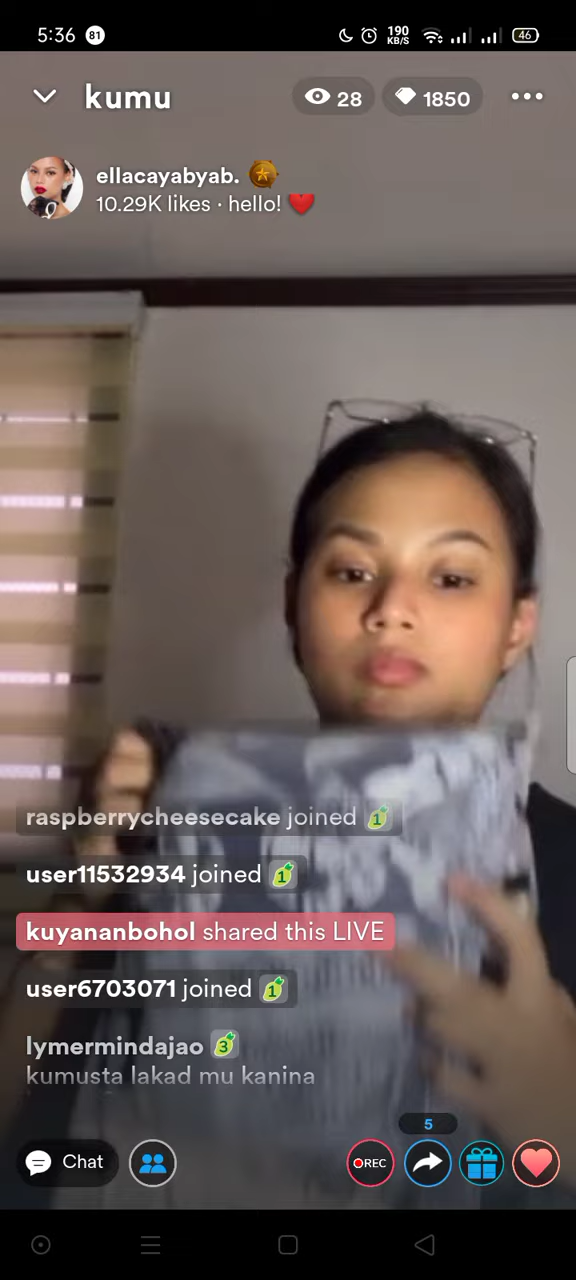 5:36 81 190 KB/S 46
kumu 28 1850
ellacayabyab.
10.29K likes · hello! ❤️
raspberrycheesecake joined 1
user11532934 joined 1
kuyananbohol shared this LIVE
user6703071 joined 1
lymermindajao 3
kumusta lakad mu kanina
5
Chat REC